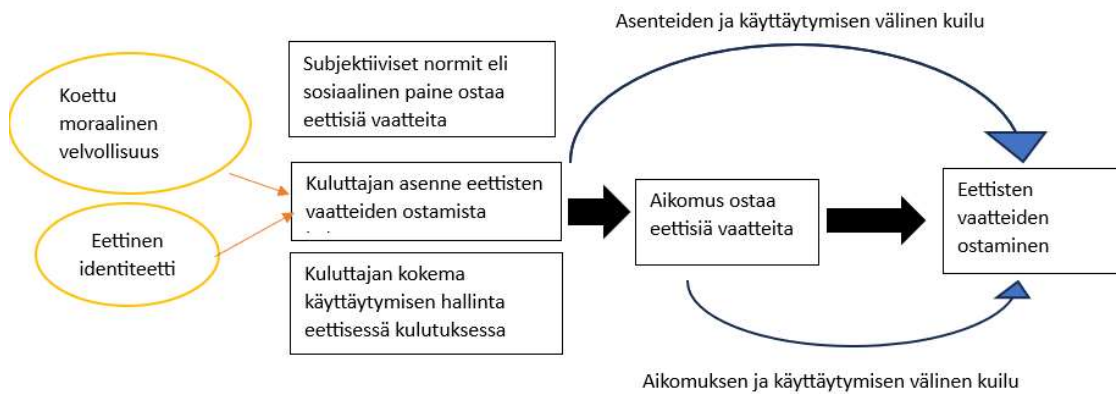 Asenteiden ja käyttäytymisen välinen kuilu
Koettu
moraalinen
velvollisuus
Eettinen
identiteetti
Subjektiiviset normit eli
sosiaalinen paine ostaa
eettisiä vaatteita
Kuluttajan asenne eettisten
vaatteiden ostamista
Kuluttajan kokema
käyttäytymisen hallinta
eettisessä kulutuksessa
Aikomus ostaa
eettisiä vaatteita
Eettisten
vaatteiden
ostaminen
Aikomuksen ja käyttäytymisen välinen kuilu